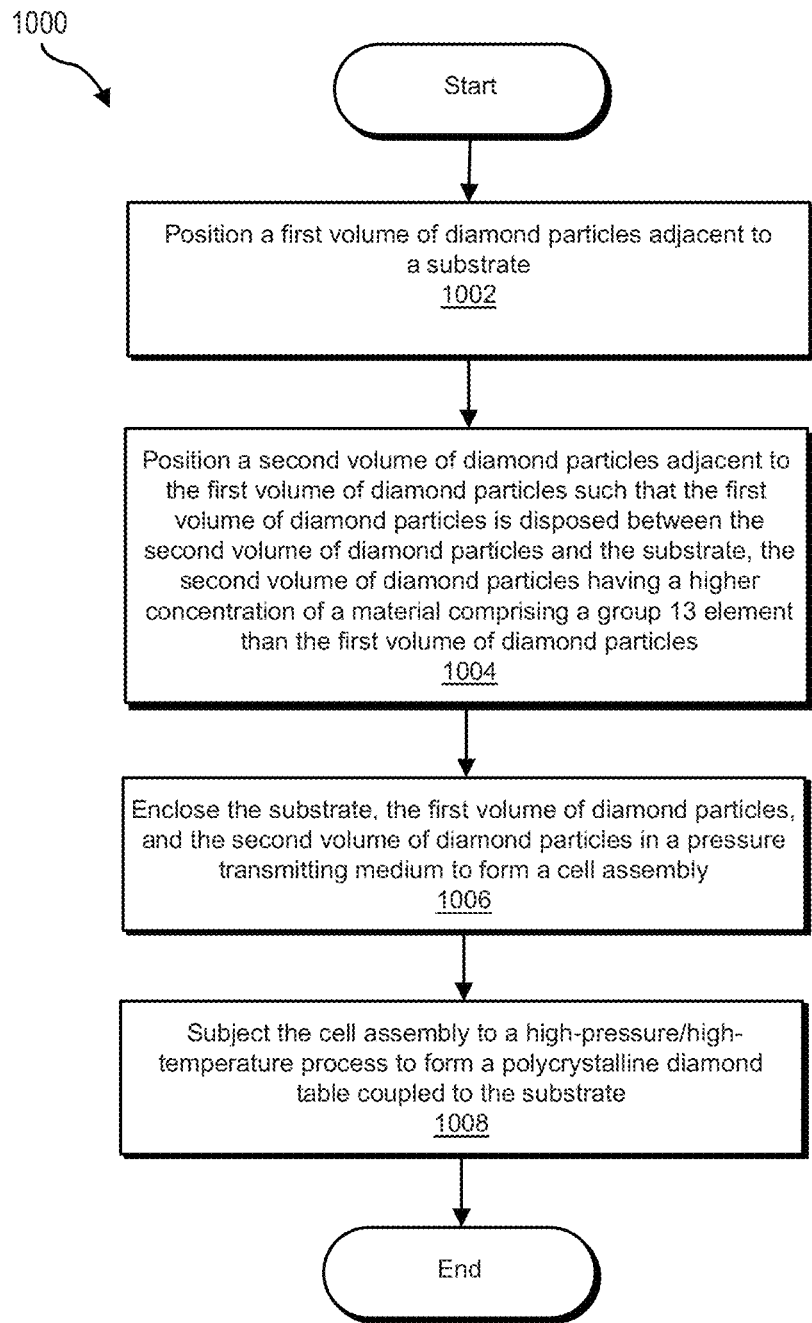 1000
Start
Position a first volume of diamond particles adjacent to
a substrate
1002
Position a second volume of diamond particles adjacent to
the first volume of diamond particles such that the first
volume of diamond particles is disposed between the
second volume of diamond particles and the substrate, the
second volume of diamond particles having a higher
concentration of a material comprising a group 13 element
than the first volume of diamond particles
1004
Enclose the substrate, the first volume of diamond particles,
and the second volume of diamond particles in a pressure
transmitting medium to form a cell assembly
1006
Subject the cell assembly to a high-pressure/high-
temperature process to form a polycrystalline diamond
table coupled to the substrate
1008
End